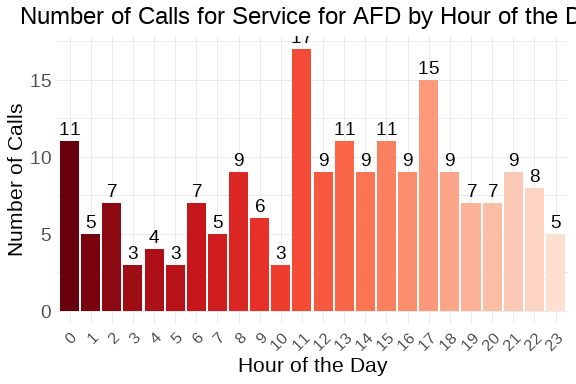 Number of Calls for Service for AFD by Hour of the D
17
15
11 11 11
9 9 9 9 9 9
8
7 7 7 7
6
5 5 5
4
3 3 3
Number of Calls
15
10
5
0
0 1 2 3 4 5 6 7 8 9 10 11 12 13 14 15 16 17 18 19 20 21 22 23
Hour of the Day